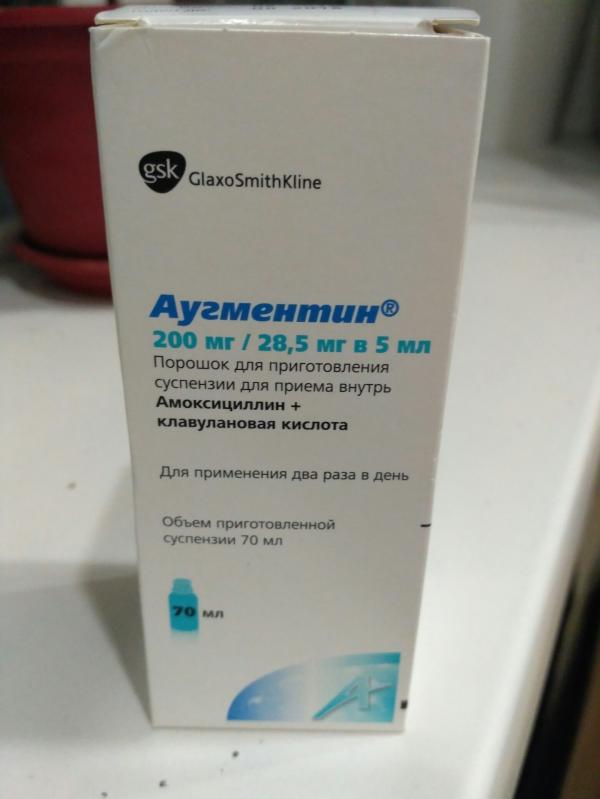 gsk GlaxoSmithKline
Аугментин®
200 мг / 28,5 мг в 5 мл
Порошок для приготовления
суспензии для приема внутрь
Амоксициллин +
клавулановая кислота
Для применения два раза в день
Объем приготовленной
суспензии 70 мл
70 мл